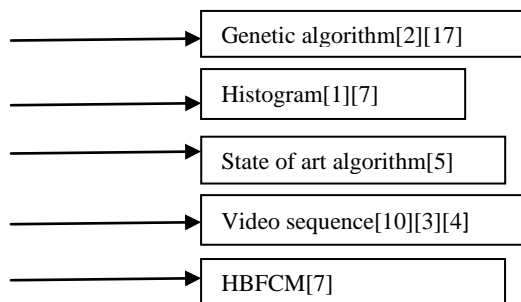 Genetic algorithm[2][17]
Histogram[1][7]
State of art algorithm[5]
Video sequence[10][3][4]
HBFCM[7]